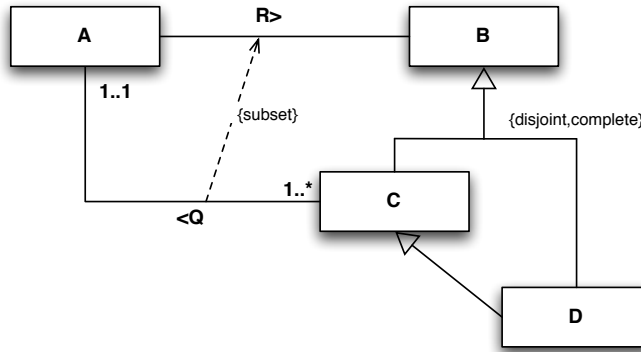 A
R>
B
1..1
{subset}
{disjoint,complete}
1..*
C
<Q
D